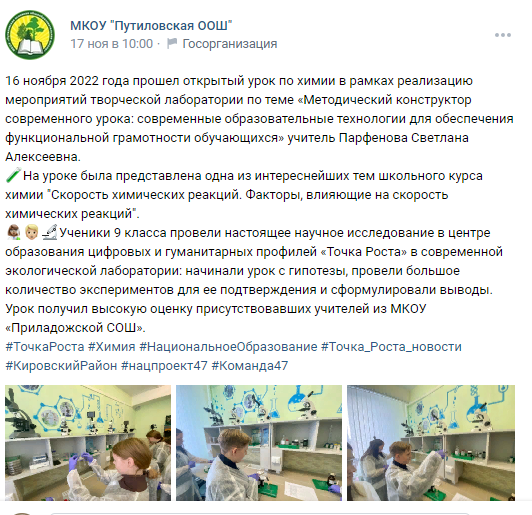 МКОУ "Путиловская ООШ"
17 ноя в 10:00 · Госорганизация
16 ноября 2022 года прошел открытый урок по химии в рамках реализацию
мероприятий творческой лаборатории по теме «Методический конструктор
современного урока: современные образовательные технологии для обеспечения
функциональной грамотности обучающихся» учитель Парфенова Светлана
Алексеевна.
🧪На уроке была представлена одна из интереснейших тем школьного курса
химии "Скорость химических реакций. Факторы, влияющие на скорость
химических реакций".
👩🏼‍🔬👨🏼🔬Ученики 9 класса провели настоящее научное исследование в центре
образования цифровых и гуманитарных профилей «Точка Роста» в современной
экологической лаборатории: начинали урок с гипотезы, провели большое
количество экспериментов для ее подтверждения и сформулировали выводы.
Урок получил высокую оценку присутствовавших учителей из МКОУ
«Приладожской СОШ».
#ТочкаРоста #Химия #НациональноеОбразование #Точка_Роста_новости
#КировскийРайон #нацпроект47 #Команда47